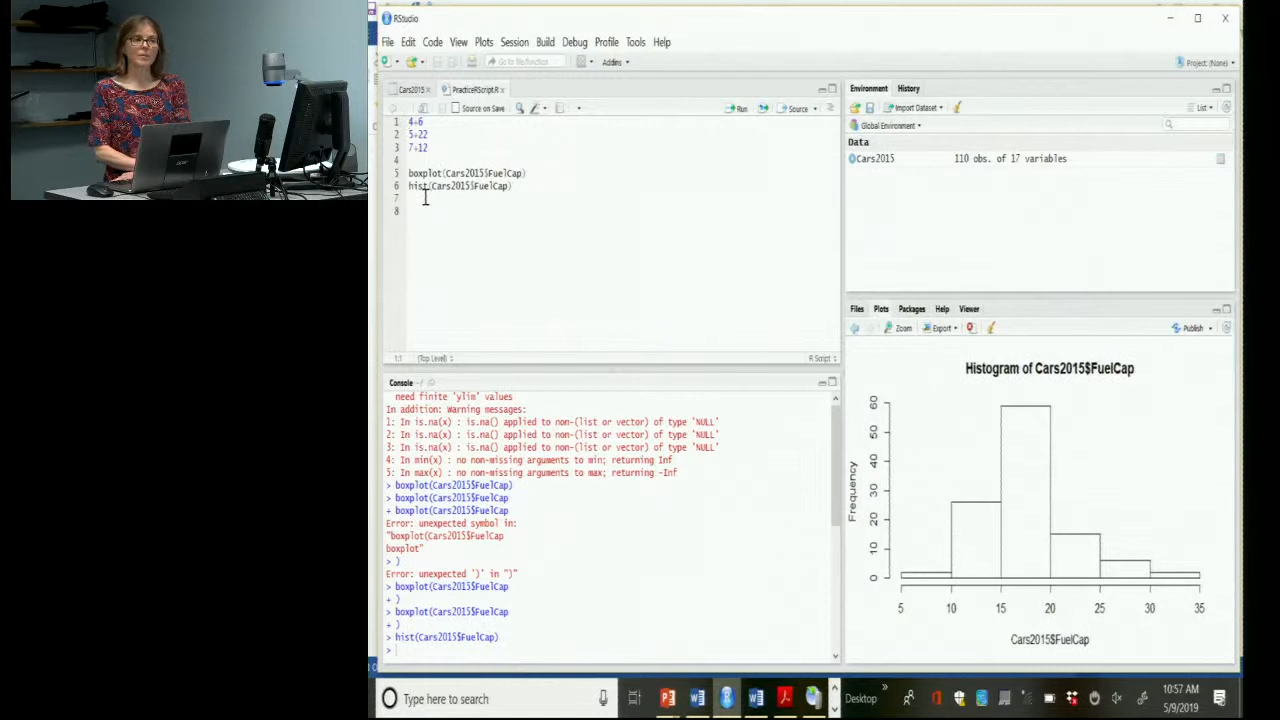 RStudio
File Edit Code View Plots Session Build Debug Profile Tools Help
Go to file/function
Addins
Project: (None)
Cars2015 PracticeRScript.R
Source on Save
Run
Source
1 4+6
2 5+22
3 7+12
4
5 boxplot(Cars2015$FuelCap)
6 hist(Cars2015$FuelCap)
7
8
1:1 (Top Level)
R Script
Console ~/
need finite 'ylim' values
In addition: Warning messages:
1: In is.na(x) : is.na() applied to non-(list or vector) of type 'NULL'
2: In is.na(x) : is.na() applied to non-(list or vector) of type 'NULL'
3: In is.na(x) : is.na() applied to non-(list or vector) of type 'NULL'
4: In min(x) : no non-missing arguments to min; returning Inf
5: In max(x) : no non-missing arguments to max; returning -Inf
> boxplot(Cars2015$FuelCap)
> boxplot(Cars2015$FuelCap
+ boxplot(Cars2015$FuelCap
Error: unexpected symbol in:
"boxplot(Cars2015$FuelCap
boxplot"
> )
Error: unexpected ')' in ")"
> boxplot(Cars2015$FuelCap
+ )
> boxplot(Cars2015$FuelCap
+ )
> hist(Cars2015$FuelCap)
>
Environment History
Import Dataset
List
Global Environment
Data
Cars2015 110 obs. of 17 variables
Files Plots Packages Help Viewer
Zoom Export
Publish
Histogram of Cars2015$FuelCap
Frequency
60
50
40
30
20
10
0
5 10 15 20 25 30 35
Cars2015$FuelCap
Type here to search
Desktop
10:57 AM
5/9/2019